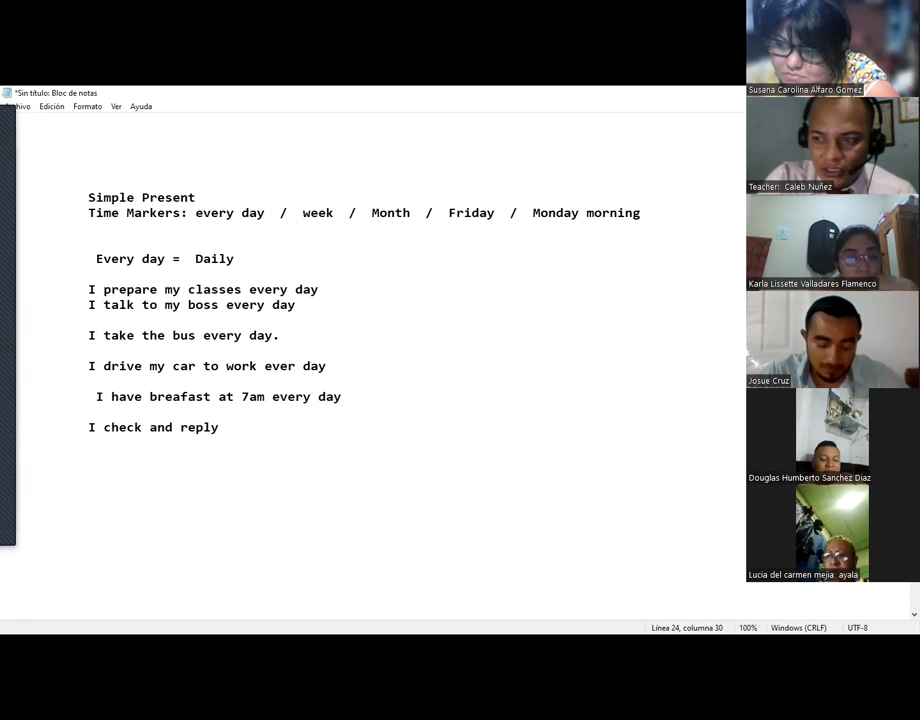 *Sin título: Bloc de notas
hivo Edición Formato Ver Ayuda
Simple Present
Time Markers: every day / week / Month / Friday / Monday morning
Every day = Daily
I prepare my classes every day
I talk to my boss every day
I take the bus every day.
I drive my car to work ever day
I have breafast at 7am every day
I check and reply
Línea 24, columna 30 100% Windows (CRLF) UTF-8
Susana Carolina Alfaro Gomez
Teacher: Caleb Nuñez
Karla Lissette Valladares Flamenco
Josue Cruz
Douglas Humberto Sanchez Diaz
Lucia del carmen mejia ayala